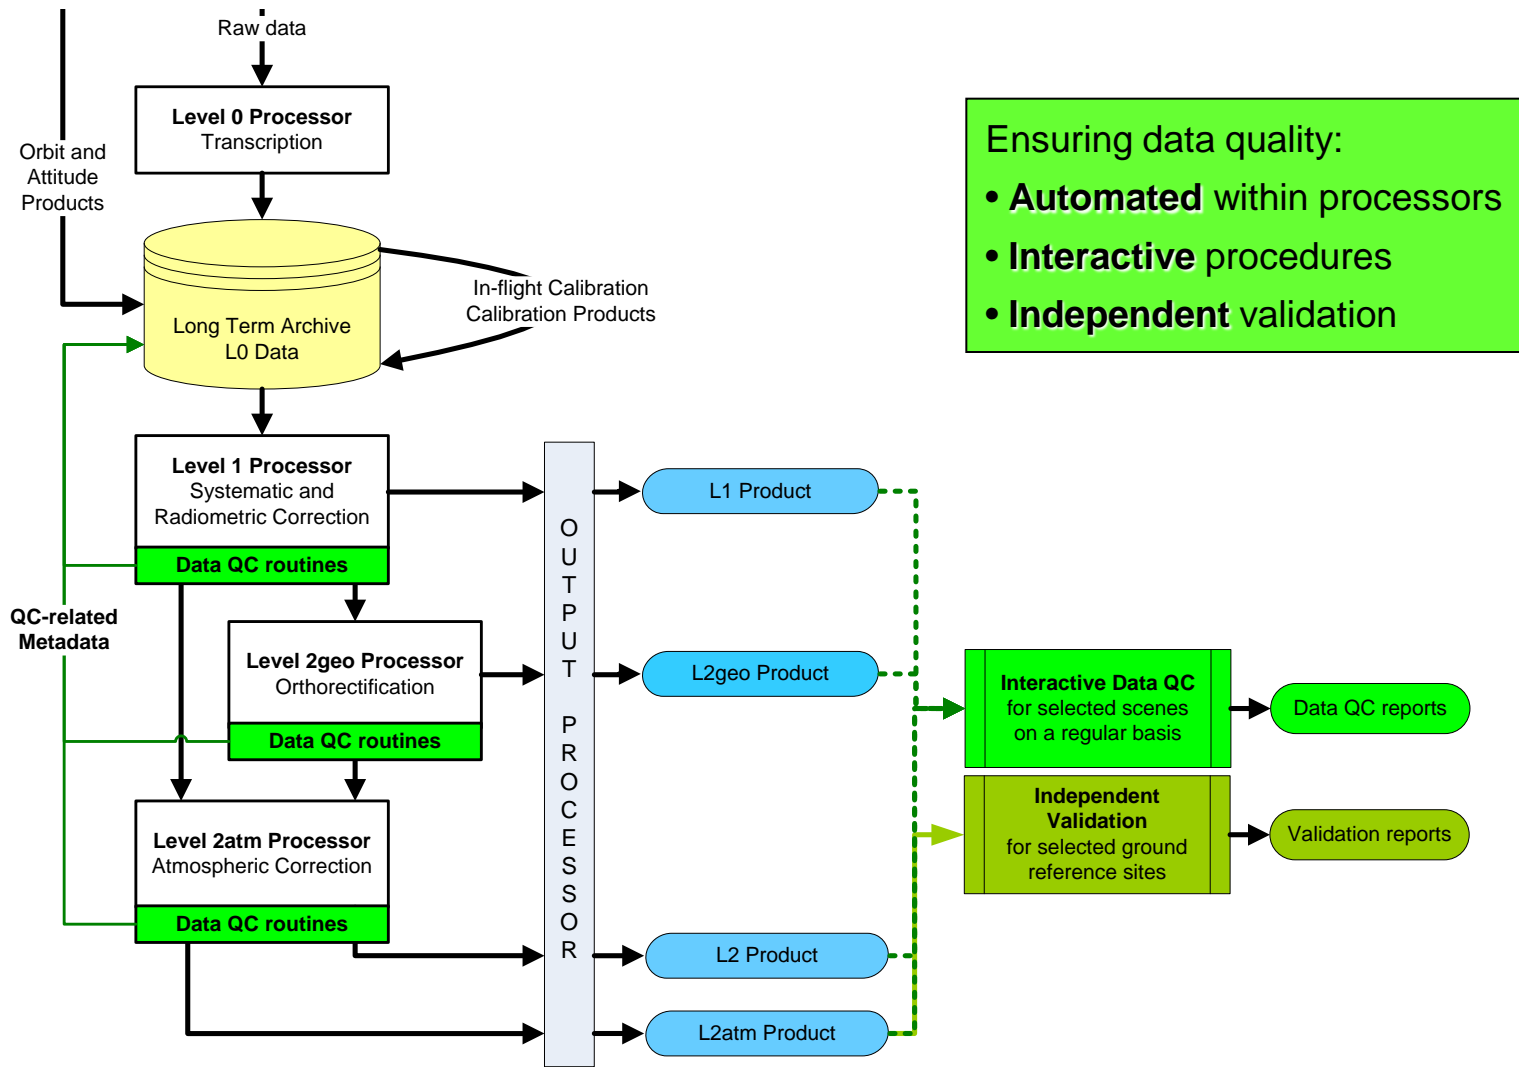 Raw data
Level 0 Processor
Transcription
Orbit and
Attitude
Products
In-flight Calibration
Calibration Products
Long Term Archive
L0 Data
Ensuring data quality:
• Automated within processors
• Interactive procedures
• Independent validation
Level 1 Processor
Systematic and
Radiometric Correction
Data QC routines
QC-related
Metadata
Level 2geo Processor
Orthorectification
Data QC routines
Level 2atm Processor
Atmospheric Correction
Data QC routines
OUTPUT PROCESSOR
L1 Product
L2geo Product
L2 Product
L2atm Product
Interactive Data QC
for selected scenes
on a regular basis
Data QC reports
Independent
Validation
for selected ground
reference sites
Validation reports